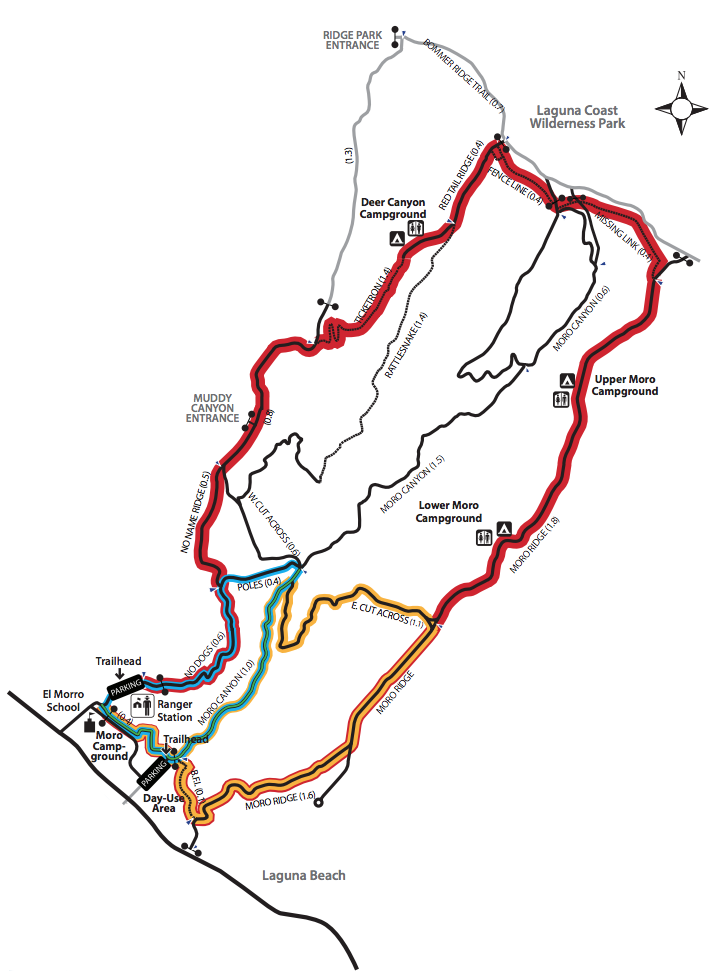 RIDGE PARK
ENTRANCE
BOMMER RIDGE TRAIL (0.7)
N
Laguna Coast
Wilderness Park
(1.3)
RED TAIL RIDGE (0.4)
FENCE LINE (0.4)
Deer Canyon
Campground
MISSING LINK (0.4)
TICKETRON (1.4)
MORO CANYON (0.6)
RATTLESNAKE (1.4)
Upper Moro
Campground
MUDDY
CANYON
ENTRANCE
(0.8)
NO NAME RIDGE (0.5)
MORO CANYON (1.5)
W. CUT ACROSS (0.6)
Lower Moro
Campground
MORO RIDGE (1.8)
POLES (0.4)
E. CUT ACROSS (1.1)
NO DOGS (0.6)
Trailhead
PARKING
MORO CANYON (1.0)
MORO RIDGE
El Morro
School
Ranger
Station
(0.4)
Moro
Camp-
ground
Trailhead
PARKING
Day-Use
Area
B.F.I.
MORO RIDGE (1.6)
Laguna Beach